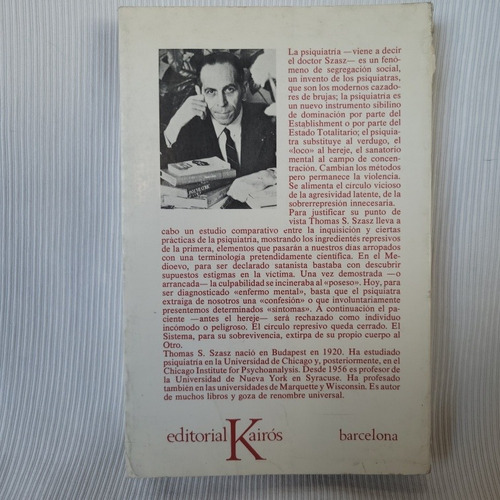 La psiquiatría —viene a decir
el doctor Szasz— es un fenó-
meno de segregación social,
un invento de los psiquiatras,
que son los modernos cazado-
res de brujas; la psiquiatría es
un nuevo instrumento sibilino
de dominación por parte del
Establishment o por parte del
Estado Totalitario; el psiquia-
tra substituye al verdugo, el
«loco» al hereje, el sanatorio
mental al campo de concen-
tración. Cambian los métodos
pero permanece la violencia.
Se alimenta el círculo vicioso
de la agresividad latente, de la
sobrerrepresión innecesaria.
Para justificar su punto de
vista Thomas S. Szasz lleva a
cabo un estudio comparativo entre la inquisición y ciertas
prácticas de la psiquiatría, mostrando los ingredientés represivos
de la primera, elementos que pasarán a nuestros días arropados
con una terminología pretendidamente científica. En el Me-
dioevo, para ser declarado satanista bastaba con descubrir
supuestos estigmas en la víctima. Una vez demostrada —o
arrancada— la culpabilidad se incineraba al «poseso». Hoy, para
ser diagnosticado «enfermo mental», basta que el psiquiatra
extraiga de nosotros una «confesión» o que involuntariamente
presentemos determinados «síntomas». A continuación el pa-
ciente —antes el hereje— será rechazado como individuo
incómodo o peligroso. El círculo represivo queda cerrado. El
Sistema, para su sobrevivencia, extirpa de su propio cuerpo al
Otro.
Thomas S. Szasz nació en Budapest en 1920. Ha estudiado
psiquiatría en la Universidad de Chicago y, posteriormente, en el
Chicago Institute for Psychoanalysis. Desde 1956 es profesor de
la Universidad de Nueva York en Syracuse. Ha profesado
también en las universidades de Marquette y Wisconsin. Es autor
de muchos libros y goza de renombre universal.
editorial Kairós barcelona